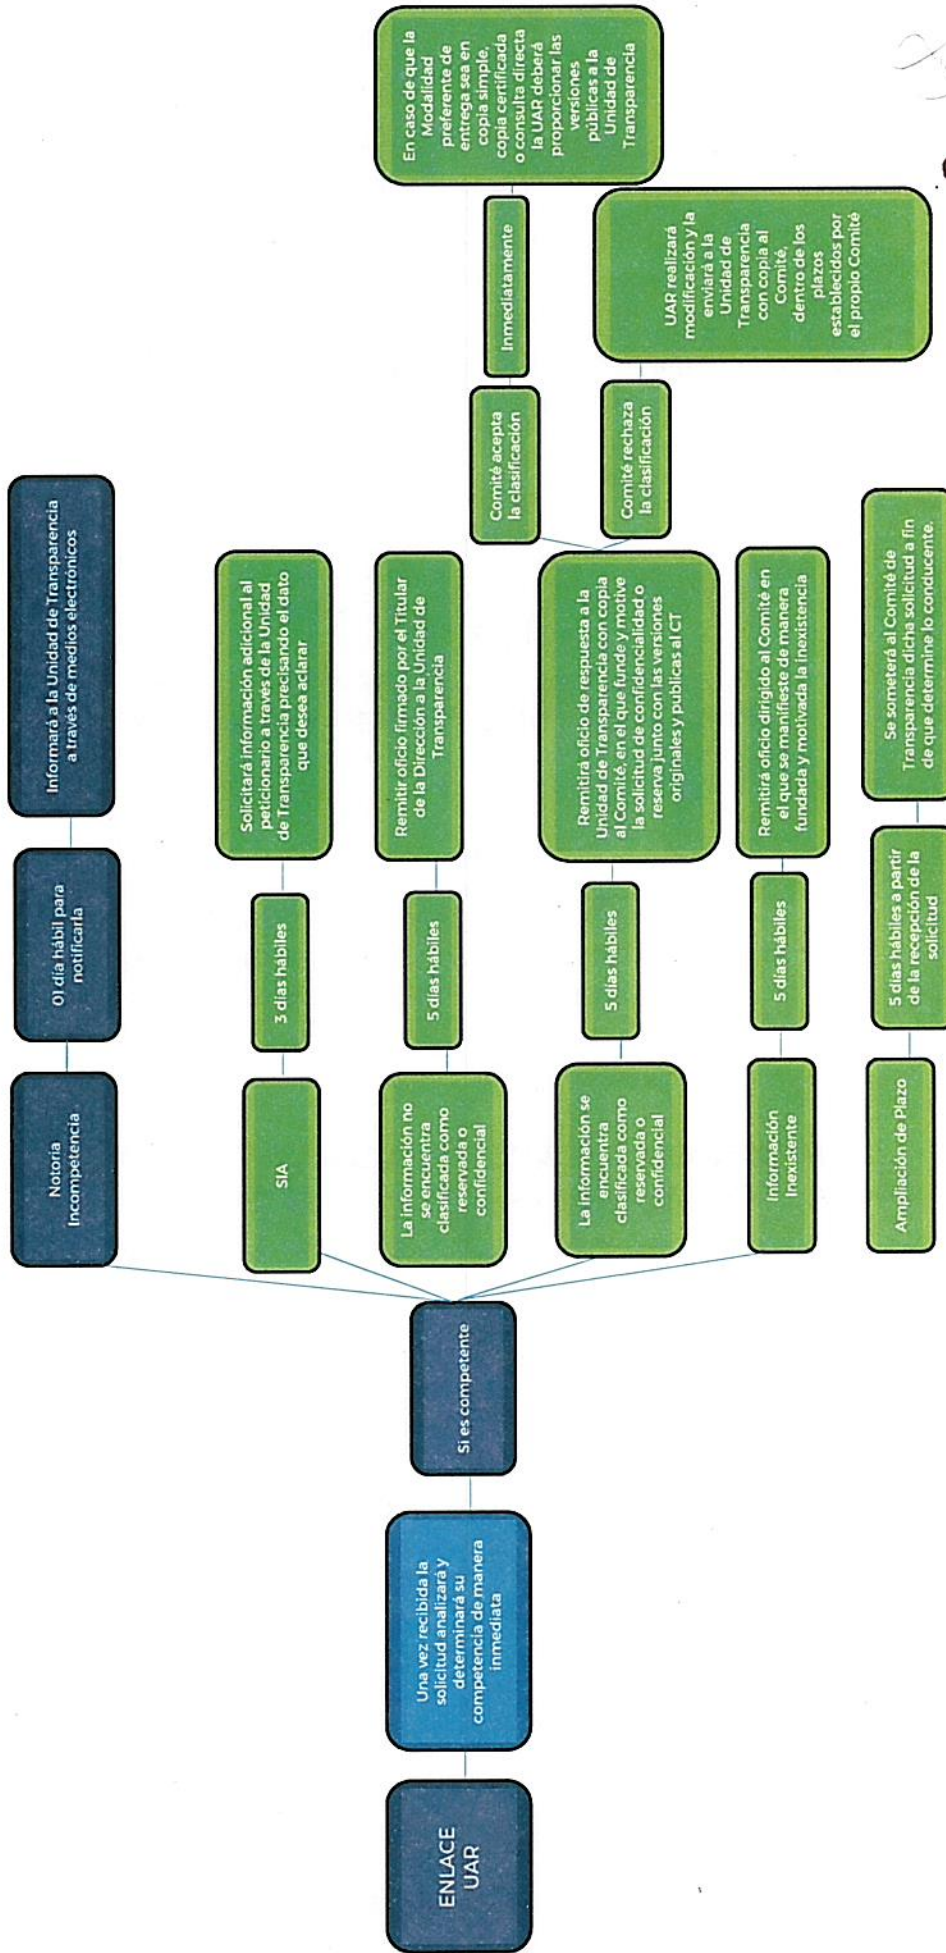 ENLACE
UAR
Una vez recibida la
solicitud analizará y
determinará su
competencia de manera
inmediata
Si es competente
Notoria
Incompetencia
01 día hábil para
notificarla
Informará a la Unidad de Transparencia
a través de medios electrónicos
SIA
3 días hábiles
Solicitará información adicional al
peticionario a través de la Unidad
de Transparencia precisando el dato
que desea aclarar
La información no
se encuentra
clasificada como
reservada o
confidencial
5 días hábiles
Remitir oficio firmado por el Titular
de la Dirección a la Unidad de
Transparencia
La información se
encuentra
clasificada como
reservada o
confidencial
5 días hábiles
Remitirá oficio de respuesta a la
Unidad de Transparencia con copia
al Comité, en el que funde y motive
la solicitud de confidencialidad o
reserva junto con las versiones
originales y publicas al CT
Comité acepta
la clasificación
Inmediatamente
En caso de que la
Modalidad
preferente de
entrega sea en
copia simple,
copia certificada
o consulta directa
la UAR deberá
proporcionar las
versiones
públicas a la
Unidad de
Transparencia
Comité rechaza
la clasificación
UAR realizará
modificación y la
enviará a la
Unidad de
Transparencia
con copia al
Comité,
dentro de los
plazos
establecidos por
el propio Comité
Información
Inexistente
5 días hábiles
Remitirá oficio dirigido al Comité en
el que se manifieste de manera
fundada y motivada la inexistencia
Ampliación de Plazo
5 días hábiles a partir
de la recepción de la
solicitud
Se someterá al Comité de
Transparencia dicha solicitud a fin
de que determine lo conducente.